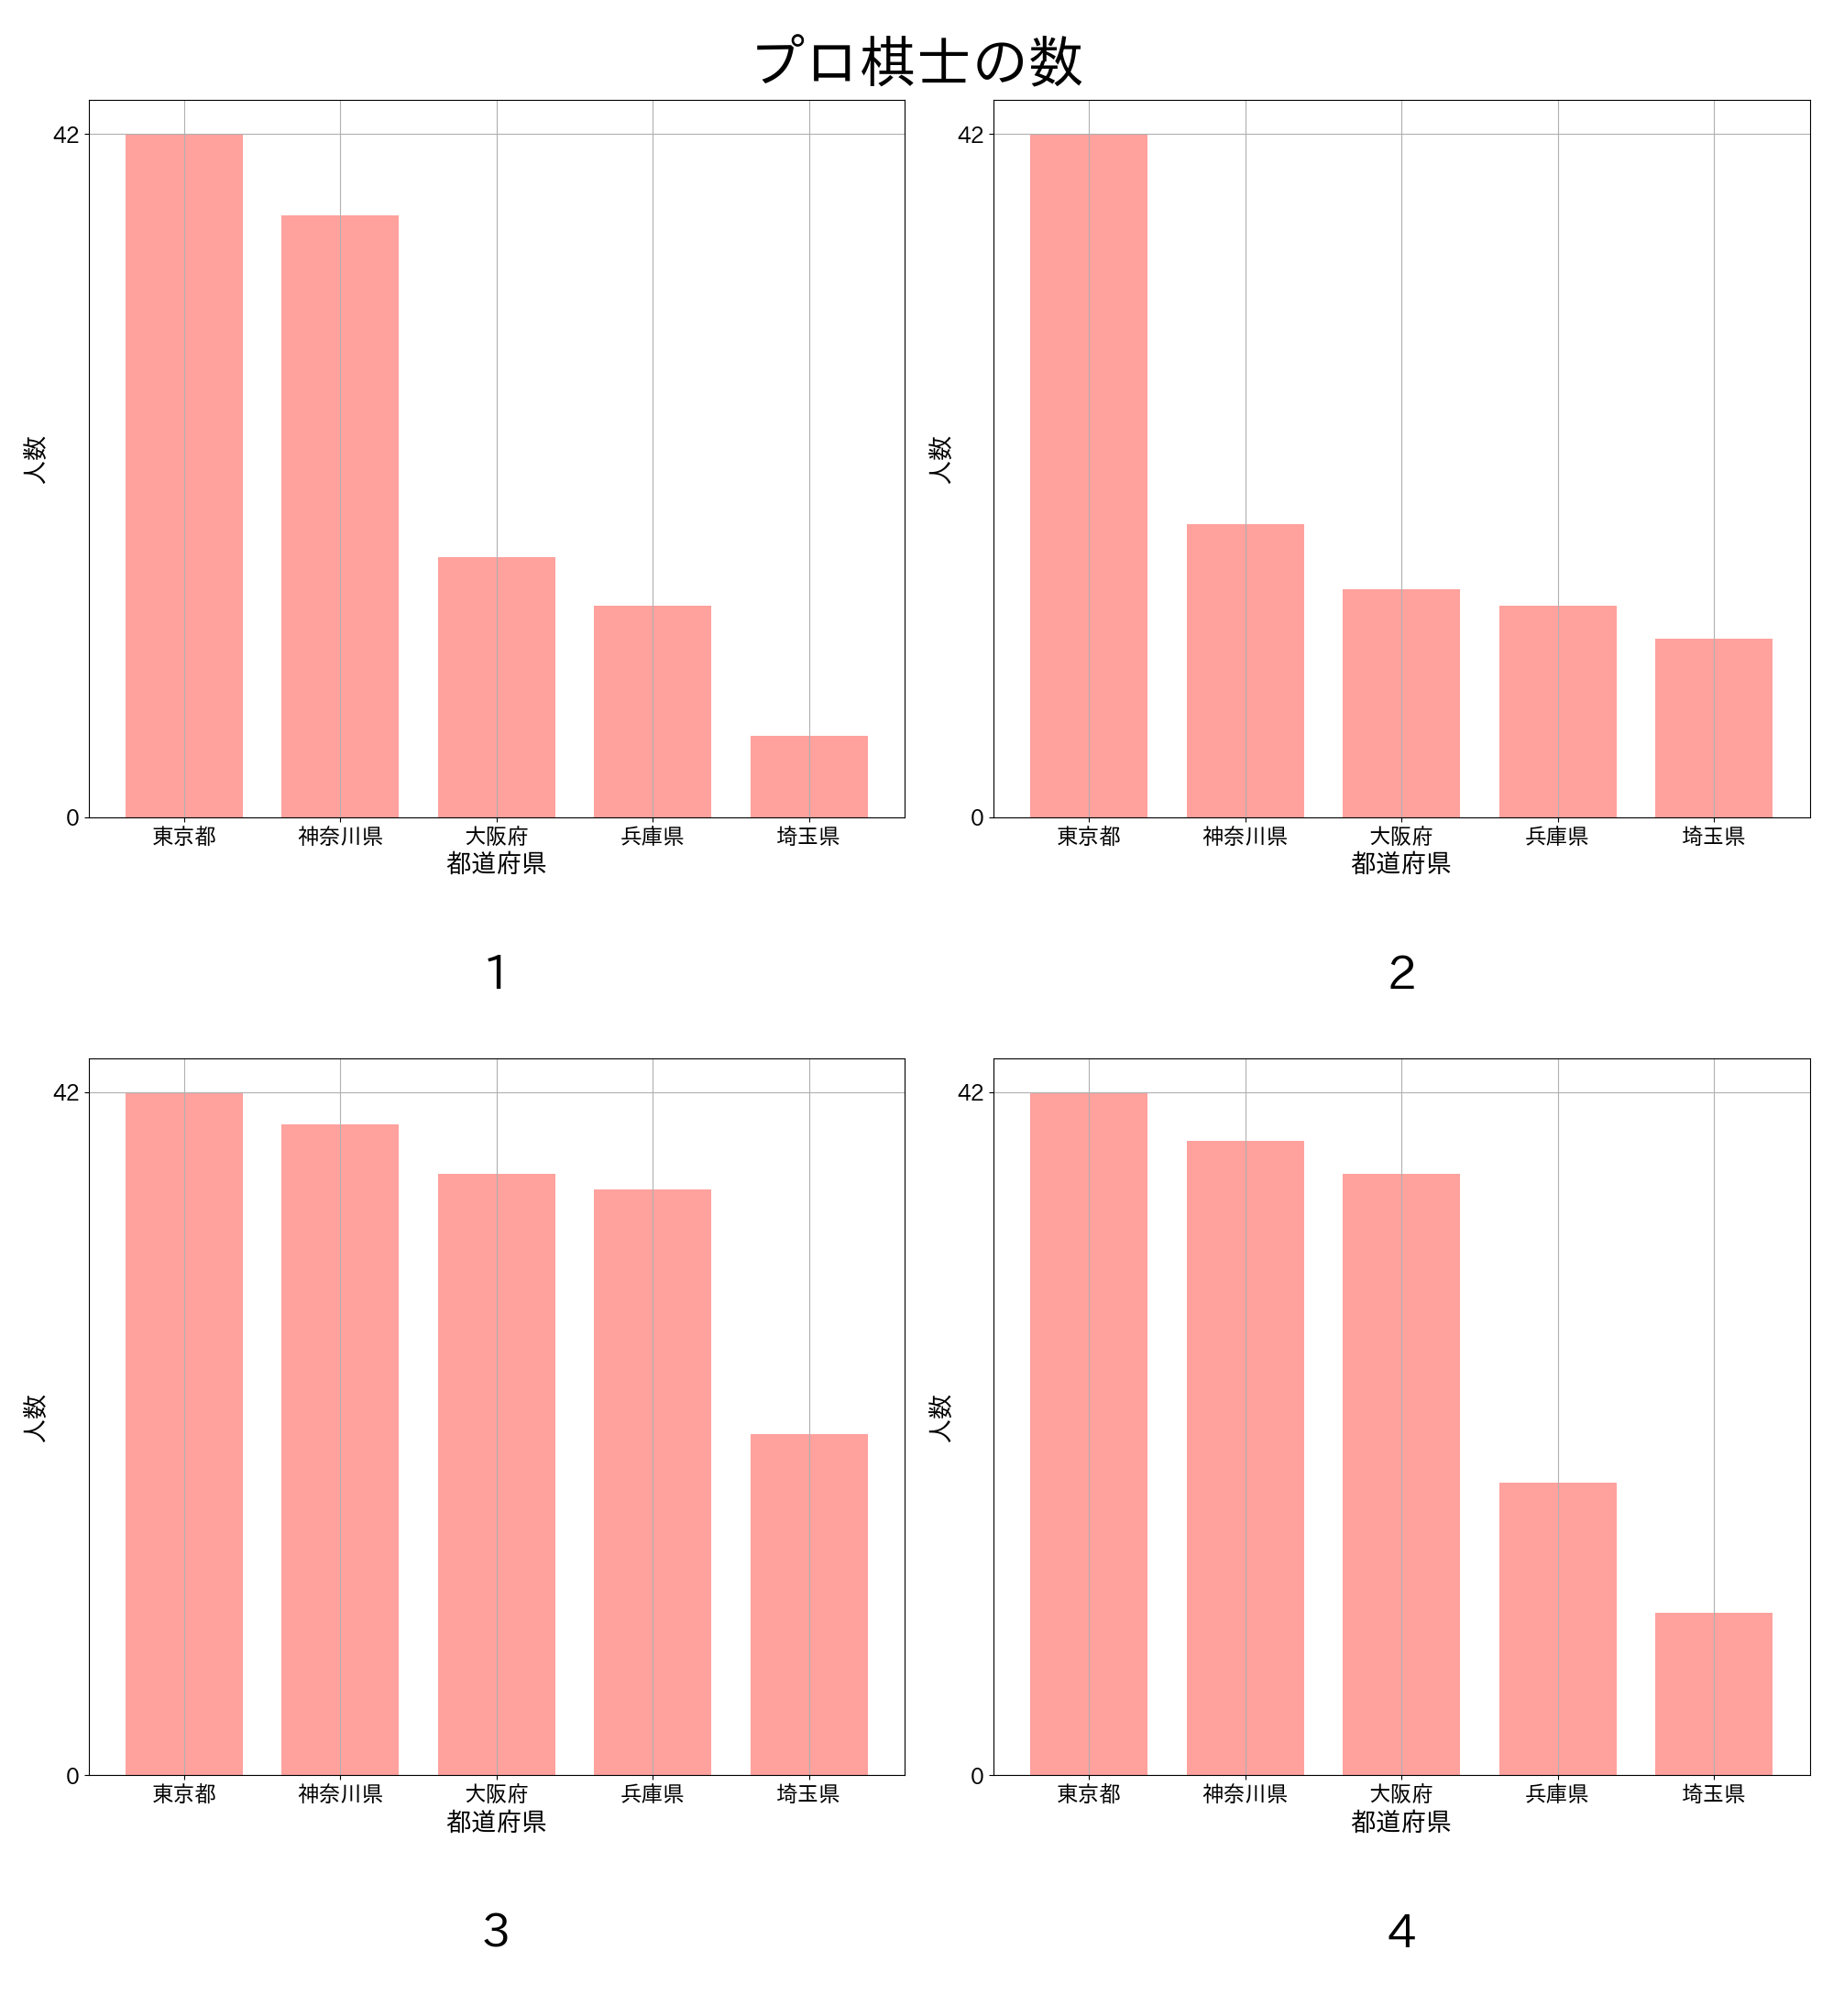 プロ棋士の数
42
人数
0
東京都 神奈川県 大阪府 兵庫県 埼玉県
都道府県
1
42
人数
0
東京都 神奈川県 大阪府 兵庫県 埼玉県
都道府県
2
42
人数
0
東京都 神奈川県 大阪府 兵庫県 埼玉県
都道府県
3
42
人数
0
東京都 神奈川県 大阪府 兵庫県 埼玉県
都道府県
4